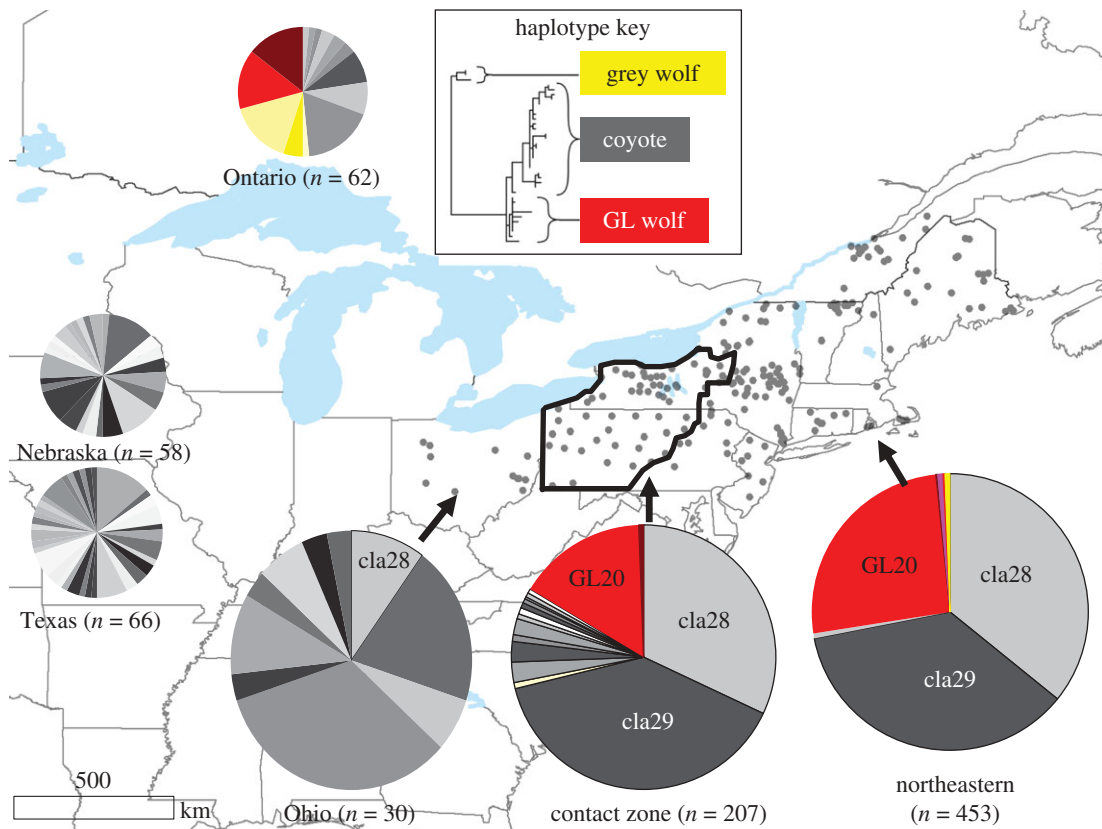 haplotype key
grey wolf
coyote
GL wolf
Ontario (n = 62)
Nebraska (n = 58)
Texas (n = 66)
cla28
GL20
cla28
cla29
GL20
cla28
cla29
500
km
Ohio (n = 30)
contact zone (n = 207)
northeastern
(n = 453)